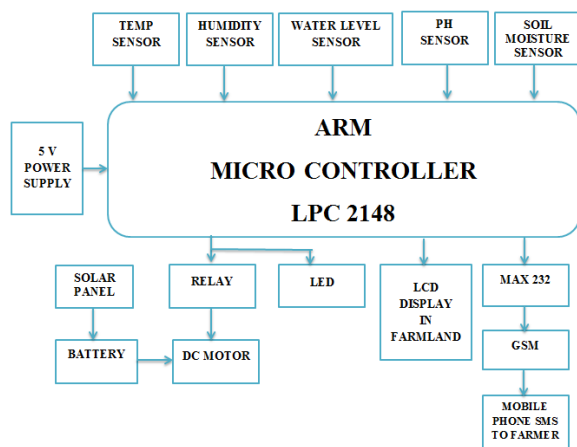 TEMP
SENSOR
HUMIDITY
SENSOR
WATER LEVEL
SENSOR
PH
SENSOR
SOIL
MOISTURE
SENSOR
5 V
POWER
SUPPLY
ARM
MICRO CONTROLLER
LPC 2148
SOLAR
PANEL
RELAY
LED
LCD
DISPLAY
IN
FARMLAND
MAX 232
BATTERY
DC MOTOR
GSM
MOBILE
PHONE SMS
TO FARMER